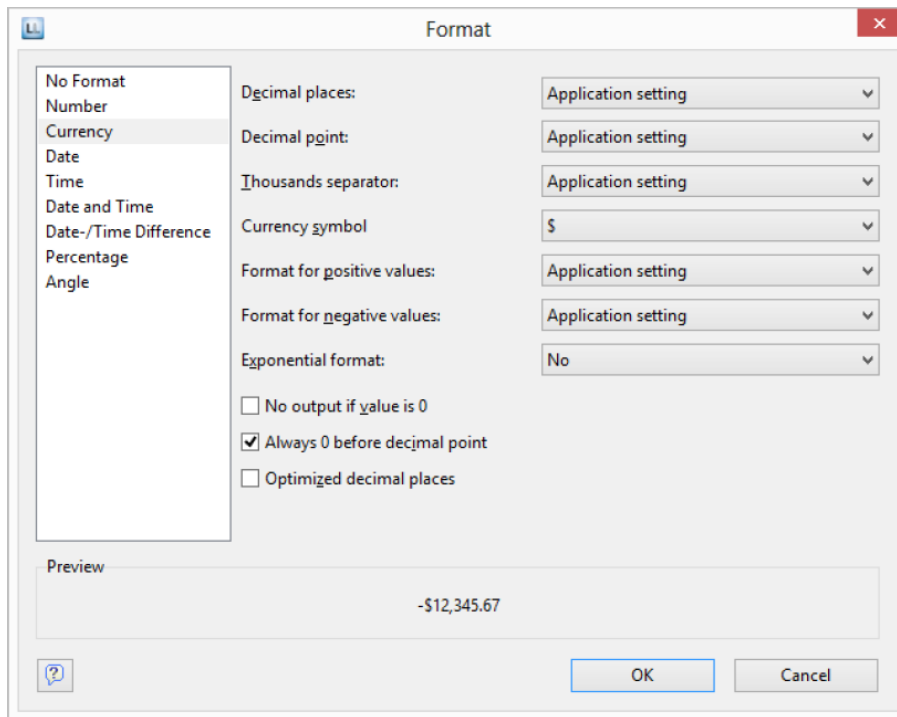 LL
Format
No Format
Number
Currency
Date
Time
Date and Time
Date-/Time Difference
Percentage
Angle
Decimal places: Application setting
Decimal point: Application setting
Thousands separator: Application setting
Currency symbol $
Format for positive values: Application setting
Format for negative values: Application setting
Exponential format: No
No output if value is 0
Always 0 before decimal point
Optimized decimal places
Preview
-$12,345.67
?
OK Cancel